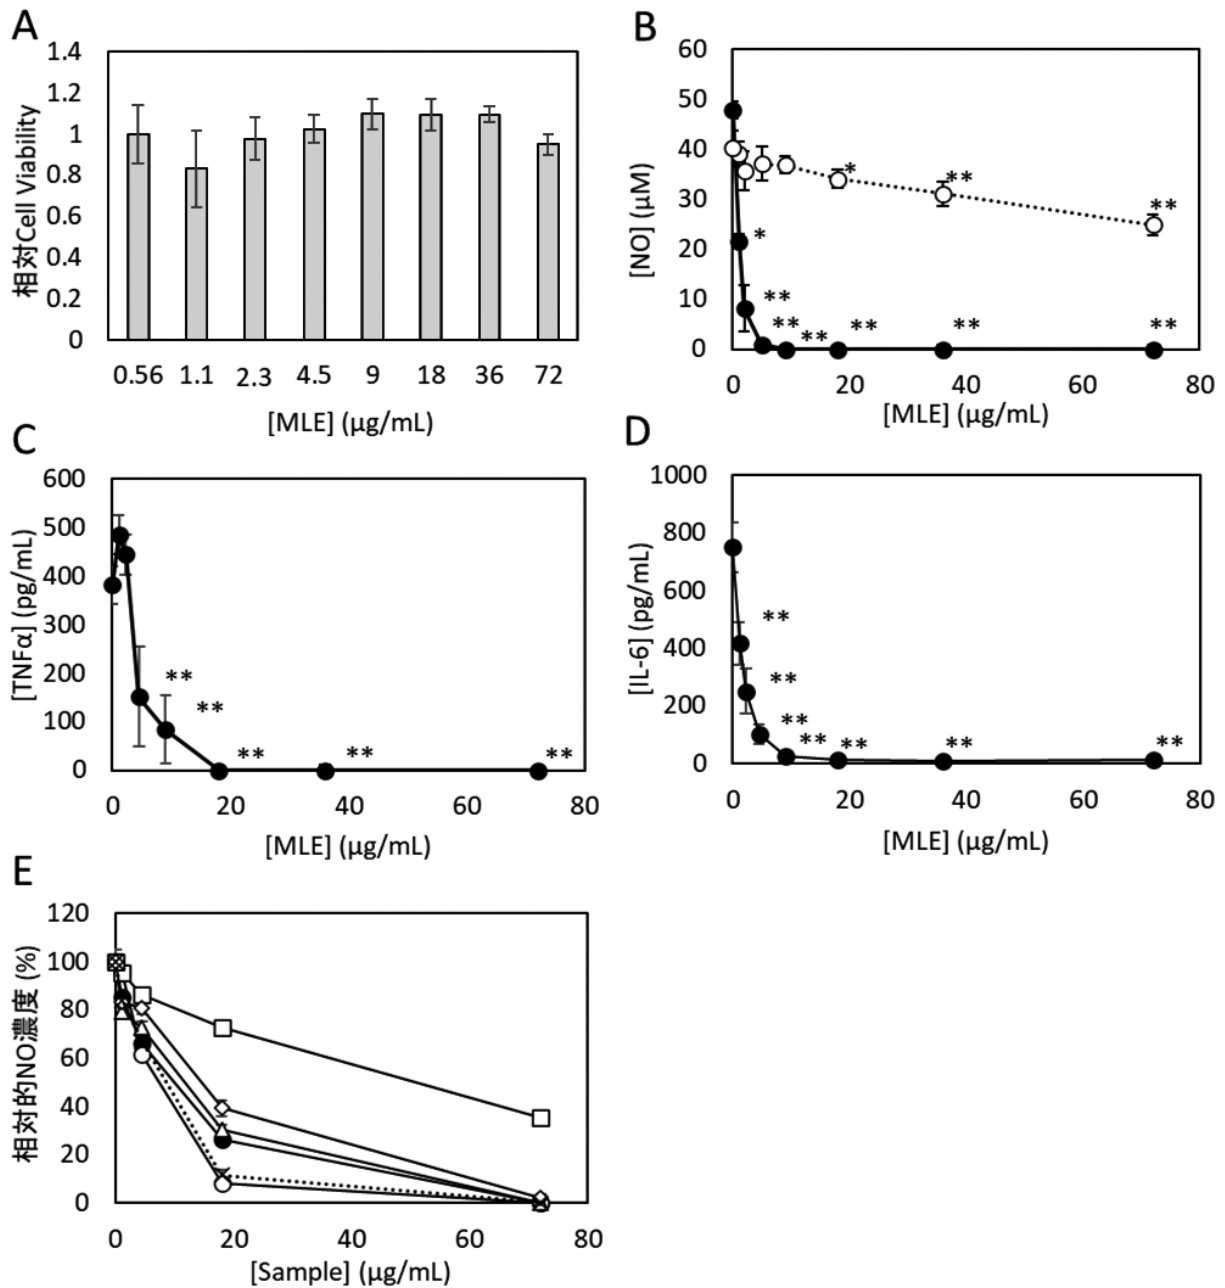 A
相対Cell Viability
1.4
1.2
1
0.8
0.6
0.4
0.2
0
0.56 1.1 2.3 4.5 9 18 36 72
[MLE] (μg/mL)
B
[NO] (μM)
60
50
40
30
20
10
0
* ** **
*
** ** ** ** ** **
0 20 40 60 80
[MLE] (μg/mL)
C
[TNFα] (pg/mL)
600
500
400
300
200
100
0
** ** ** ** **
0 20 40 60 80
[MLE] (μg/mL)
D
[IL-6] (pg/mL)
1000
800
600
400
200
0
** ** ** ** ** ** **
0 20 40 60 80
[MLE] (μg/mL)
E
相対的NO濃度 (%)
120
100
80
60
40
20
0
0 20 40 60 80
[Sample] (μg/mL)